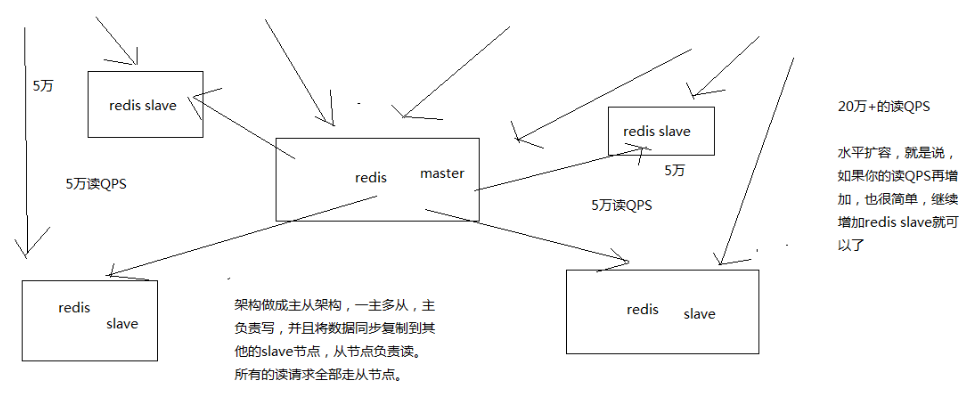 5万
redis slave
5万读QPS
redis
slave
redis
master
架构做成主从架构，一主多从，主
负责写，并且将数据同步复制到其
他的slave节点，从节点负责读。
所有的读请求全部走从节点。
redis slave
5万
5万读QPS
redis
slave
20万+的读QPS
水平扩容，就是说，
如果你的读QPS再增
加，也很简单，继续
增加redis slave就可
以了